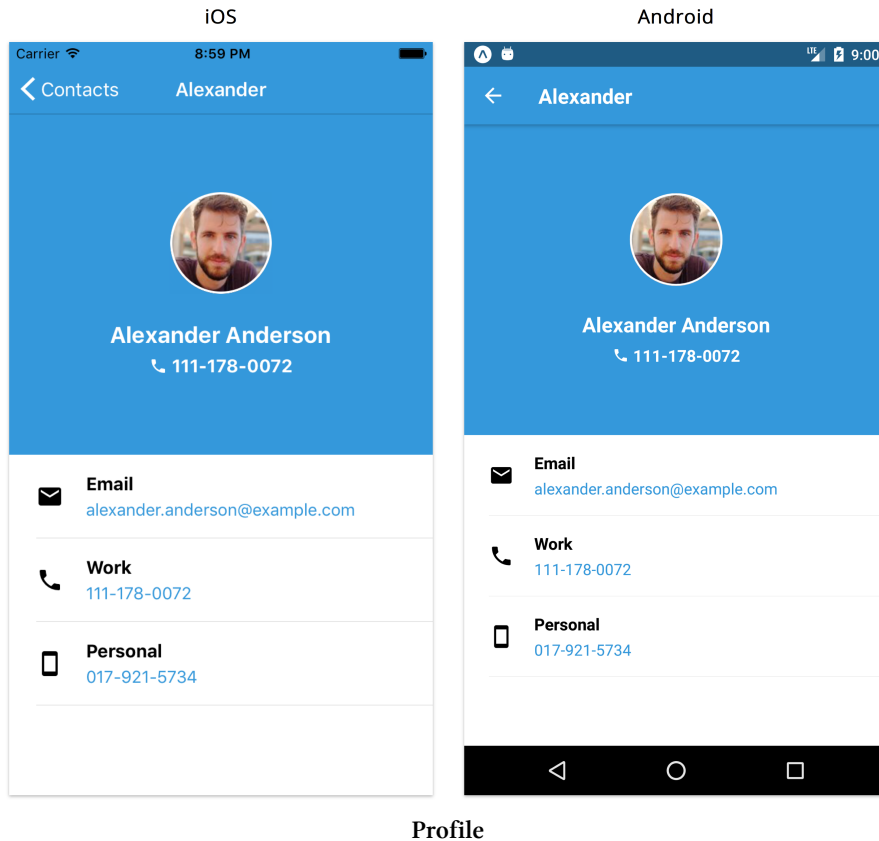 iOS
Carrier 8:59 PM
Contacts Alexander
Alexander Anderson
111-178-0072
Email
alexander.anderson@example.com
Work
111-178-0072
Personal
017-921-5734
Android
LTE 9:00
Alexander
Alexander Anderson
111-178-0072
Email
alexander.anderson@example.com
Work
111-178-0072
Personal
017-921-5734
Profile